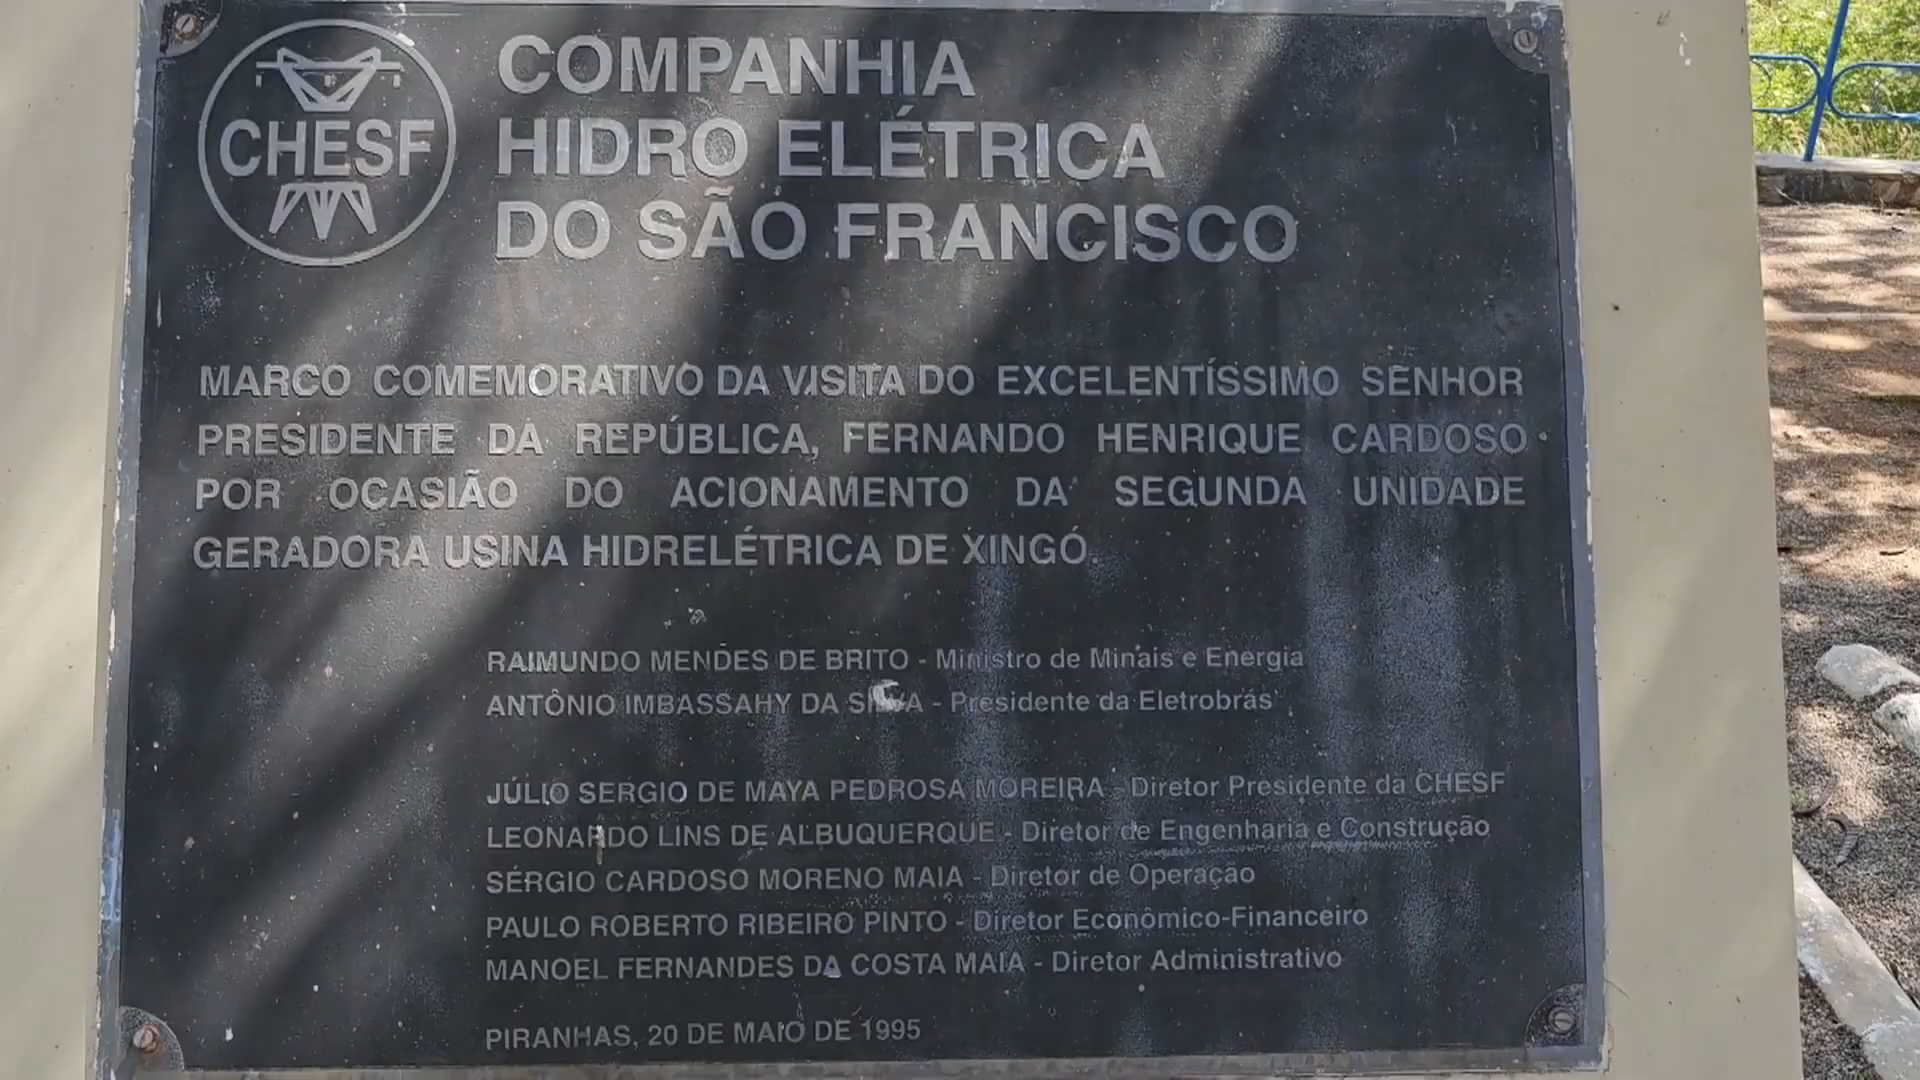 CHESF
COMPANHIA
HIDRO ELÉTRICA
DO SÃO FRANCISCO
MARCO COMEMORATIVO DA VISITA DO EXCELENTÍSSIMO SENHOR
PRESIDENTE DA REPÚBLICA, FERNANDO HENRIQUE CARDOSO
POR OCASIÃO DO ACIONAMENTO DA SEGUNDA UNIDADE
GERADORA USINA HIDRELÉTRICA DE XINGÓ.
RAIMUNDO MENDES DE BRITO - Ministro de Minais e Energia
ANTÔNIO IMBASSAHY DA SILVA - Presidente da Eletrobrás
JÚLIO SERGIO DE MAYA PEDROSA MOREIRA - Diretor Presidente da CHESF
LEONARDO LINS DE ALBUQUERQUE - Diretor de Engenharia e Construção
SÉRGIO CARDOSO MORENO MAIA - Diretor de Operação
PAULO ROBERTO RIBEIRO PINTO - Diretor Econômico-Financeiro
MANOEL FERNANDES DA COSTA MAIA - Diretor Administrativo
PIRANHAS, 20 DE MAIO DE 1995